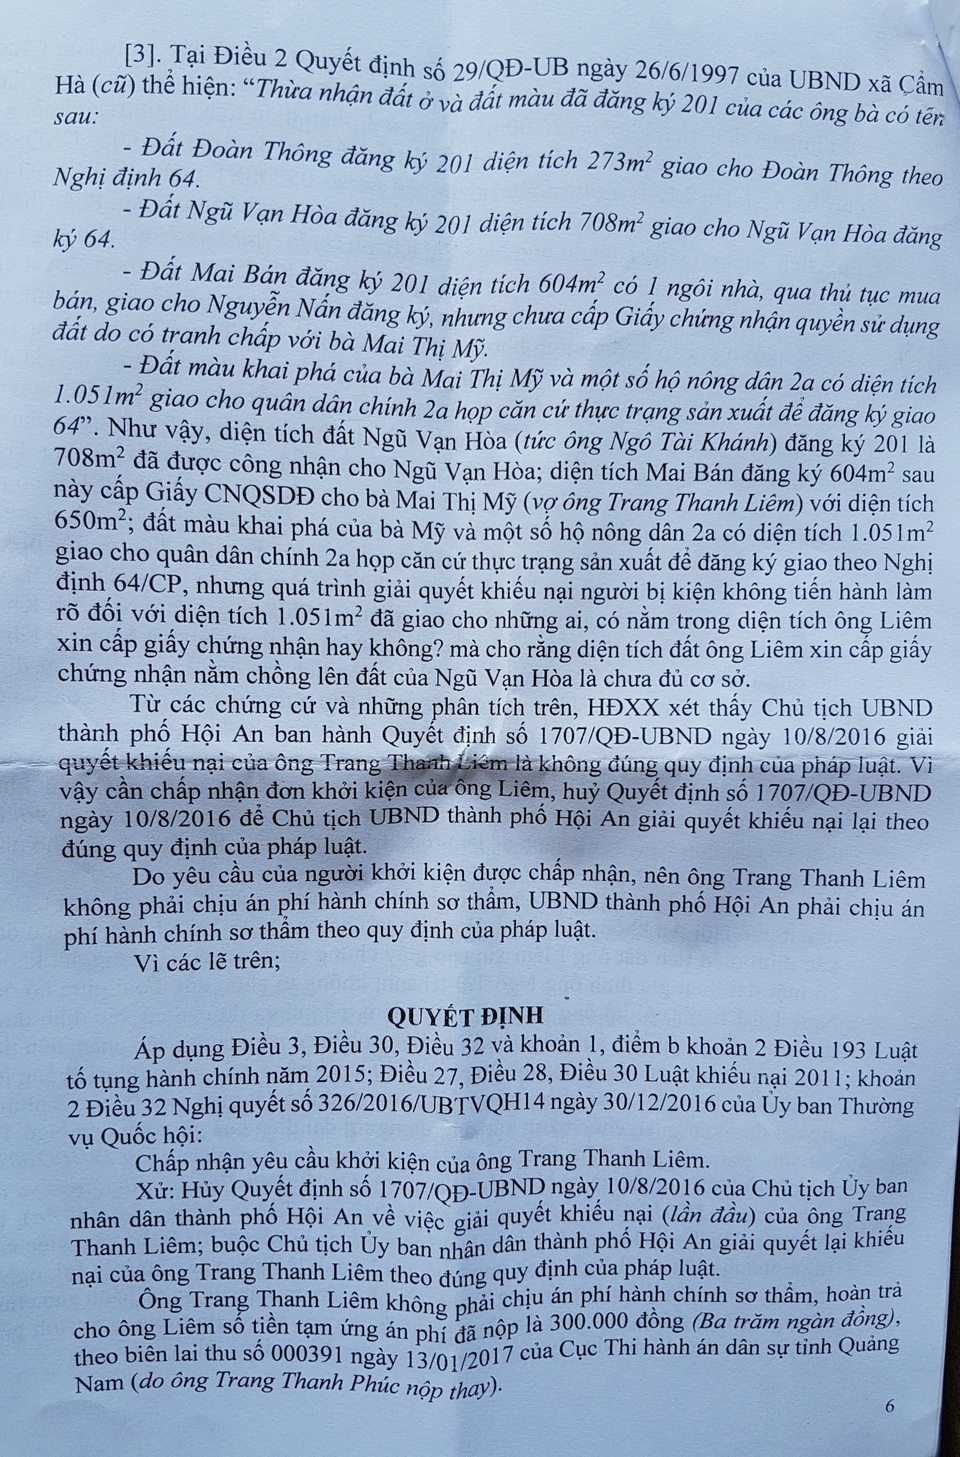 [3]. Tại Điều 2 Quyết định số 29/QĐ-UB ngày 26/6/1997 của UBND xã Cẩm
Hà (cũ) thể hiện: “Thừa nhận đất ở và đất màu đã đăng ký 201 của các ông bà có tên
sau:
- Đất Đoàn Thông đăng ký 201 diện tích 273m² giao cho Đoàn Thông theo
Nghị định 64.
- Đất Ngũ Vạn Hòa đăng ký 201 diện tích 708m² giao cho Ngũ Vạn Hòa đăng
ký 64.
- Đất Mai Bán đăng ký 201 diện tích 604m² có 1 ngôi nhà, qua thủ tục mua
bán, giao cho Nguyễn Nấn đăng ký, nhưng chưa cấp Giấy chứng nhận quyền sử dụng
đất do có tranh chấp với bà Mai Thị Mỹ.
- Đất màu khai phá của bà Mai Thị Mỹ và một số hộ nông dân 2a có diện tích
1.051m² giao cho quân dân chính 2a họp căn cứ thực trạng sản xuất để đăng ký giao
64”. Như vậy, diện tích đất Ngũ Vạn Hòa (tức ông Ngô Tài Khánh) đăng ký 201 là
708m² đã được công nhận cho Ngũ Vạn Hòa; diện tích Mai Bán đăng ký 604m² sau
này cấp Giấy CNQSDĐ cho bà Mai Thị Mỹ (vợ ông Trang Thanh Liêm) với diện tích
650m²; đất màu khai phá của bà Mỹ và một số hộ nông dân 2a có diện tích 1.051m²
giao cho quân dân chính 2a họp căn cứ thực trạng sản xuất để đăng ký giao theo Nghị
định 64/CP, nhưng quá trình giải quyết khiếu nại người bị kiện không tiến hành làm
rõ đối với diện tích 1.051m² đã giao cho những ai, có nằm trong diện tích ông Liêm
xin cấp giấy chứng nhận hay không? mà cho rằng diện tích đất ông Liêm xin cấp giấy
chứng nhận nằm chồng lên đất của Ngũ Vạn Hòa là chưa đủ cơ sở.
Từ các chứng cứ và những phân tích trên, HĐXX xét thấy Chủ tịch UBND
thành phố Hội An ban hành Quyết định số 1707/QĐ-UBND ngày 10/8/2016 giải
quyết khiếu nại của ông Trang Thanh Liêm là không đúng quy định của pháp luật. Vì
vậy cần chấp nhận đơn khởi kiện của ông Liêm, huỷ Quyết định số 1707/QĐ-UBND
ngày 10/8/2016 để Chủ tịch UBND thành phố Hội An giải quyết khiếu nại lại theo
đúng quy định của pháp luật.
Do yêu cầu của người khởi kiện được chấp nhận, nên ông Trang Thanh Liêm
không phải chịu án phí hành chính sơ thẩm, UBND thành phố Hội An phải chịu án
phí hành chính sơ thẩm theo quy định của pháp luật.
Vì các lẽ trên;
QUYẾT ĐỊNH
Áp dụng Điều 3, Điều 30, Điều 32 và khoản 1, điểm b khoản 2 Điều 193 Luật
tố tụng hành chính năm 2015; Điều 27, Điều 28, Điều 30 Luật khiếu nại 2011; khoản
2 Điều 32 Nghị quyết số 326/2016/UBTVQH14 ngày 30/12/2016 của Ủy ban Thường
vụ Quốc hội:
Chấp nhận yêu cầu khởi kiện của ông Trang Thanh Liêm.
Xử: Hủy Quyết định số 1707/QĐ-UBND ngày 10/8/2016 của Chủ tịch Ủy ban
nhân dân thành phố Hội An về việc giải quyết khiếu nại (lần đầu) của ông Trang
Thanh Liêm; buộc Chủ tịch Ủy ban nhân dân thành phố Hội An giải quyết lại khiếu
nại của ông Trang Thanh Liêm theo đúng quy định của pháp luật.
Ông Trang Thanh Liêm không phải chịu án phí hành chính sơ thẩm, hoàn trả
cho ông Liêm số tiền tạm ứng án phí đã nộp là 300.000 đồng (Ba trăm ngàn đồng),
theo biên lai thu số 000391 ngày 13/01/2017 của Cục Thi hành án dân sự tỉnh Quảng
Nam (do ông Trang Thanh Phúc nộp thay).
6